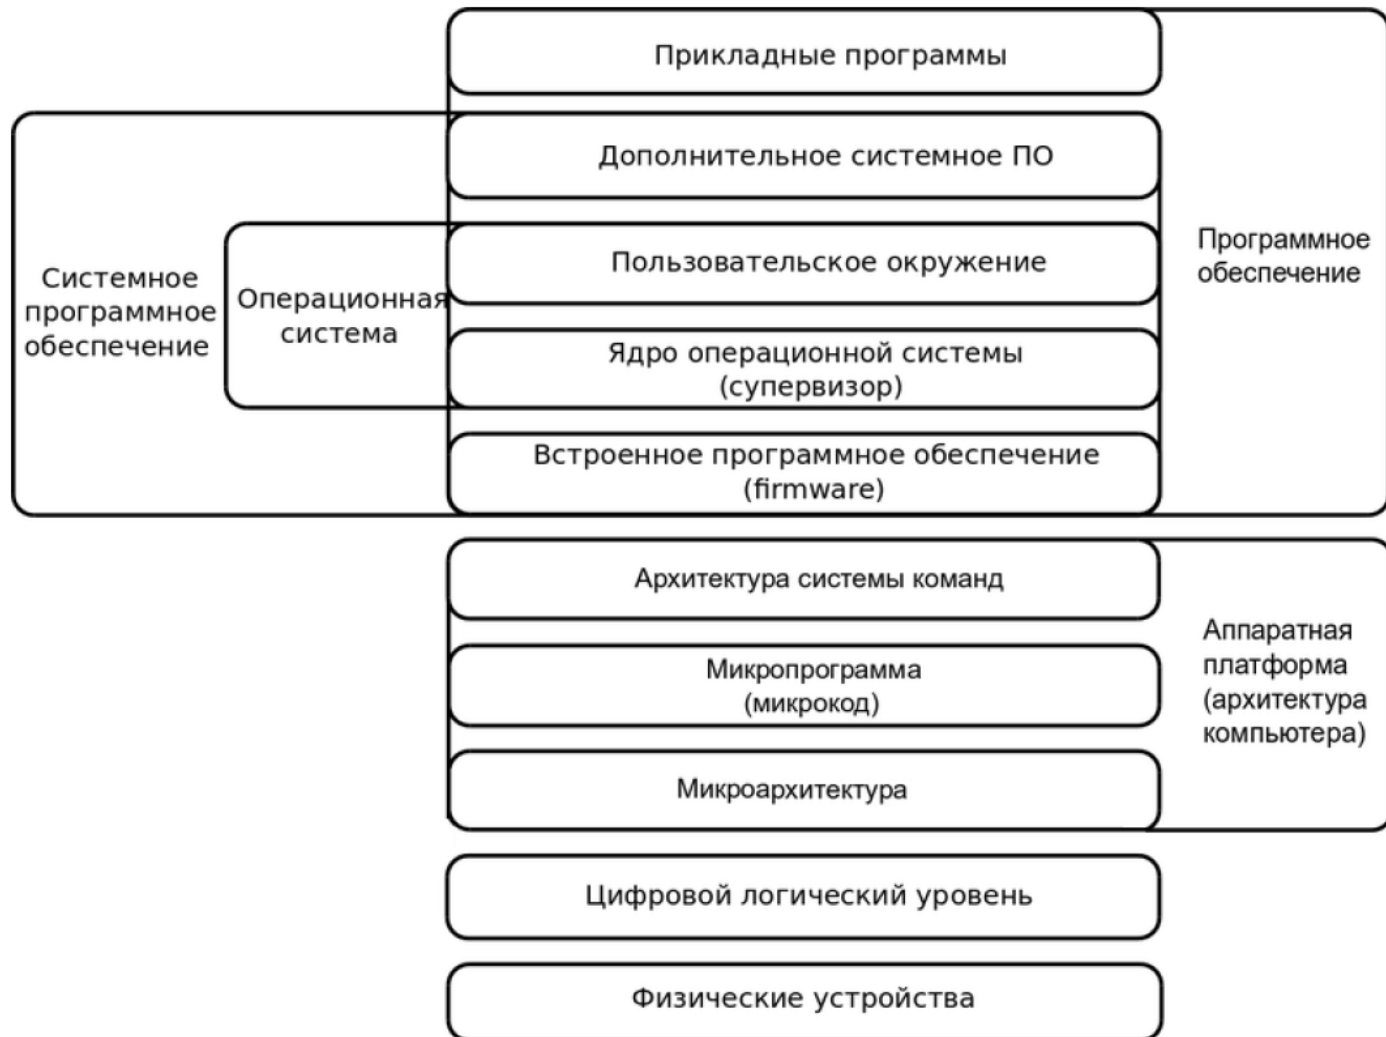 Прикладные программы
Дополнительное системное ПО
Пользовательское окружение
Ядро операционной системы
(супервизор)
Встроенное программное обеспечение
(firmware)
Системное
программное
обеспечение
Операционная
система
Программное
обеспечение
Архитектура системы команд
Микропрограмма
(микрокод)
Микроархитектура
Аппаратная
платформа
(архитектура
компьютера)
Цифровой логический уровень
Физические устройства